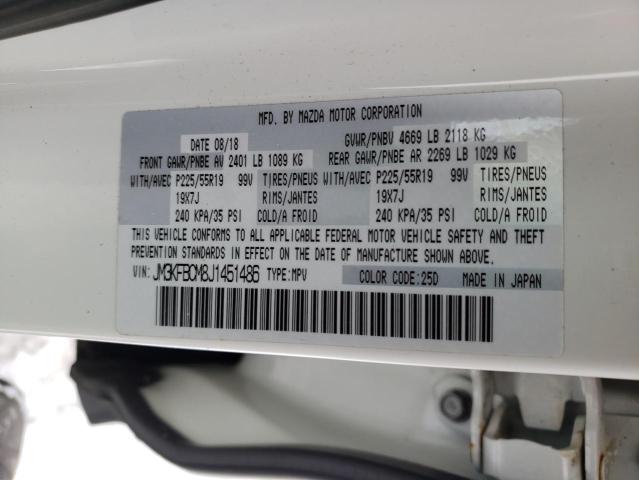 MFD. BY MAZDA MOTOR CORPORATION
DATE 08/18 GVWR/PNBV 4669 LB 2118 KG
FRONT GAWR/PNBE AV 2401 LB 1089 KG REAR GAWR/PNBE AR 2269 LB 1029 KG
WITH/AVEC P225/55R19 99V TIRES/PNEUS WITH/AVEC P225/55R19 99V TIRES/PNEUS
19X7J RIMS/JANTES 19X7J RIMS/JANTES
240 KPA/35 PSI COLD/A FROID 240 KPA/35 PSI COLD/A FROID
THIS VEHICLE CONFORMS TO ALL APPLICABLE FEDERAL MOTOR VEHICLE SAFETY AND THEFT
PREVENTION STANDARDS IN EFFECT ON THE DATE OF MANUFACTURE SHOWN ABOVE.
VIN: JM3KFBCM8J1451486 TYPE:MPV COLOR CODE:25D MADE IN JAPAN